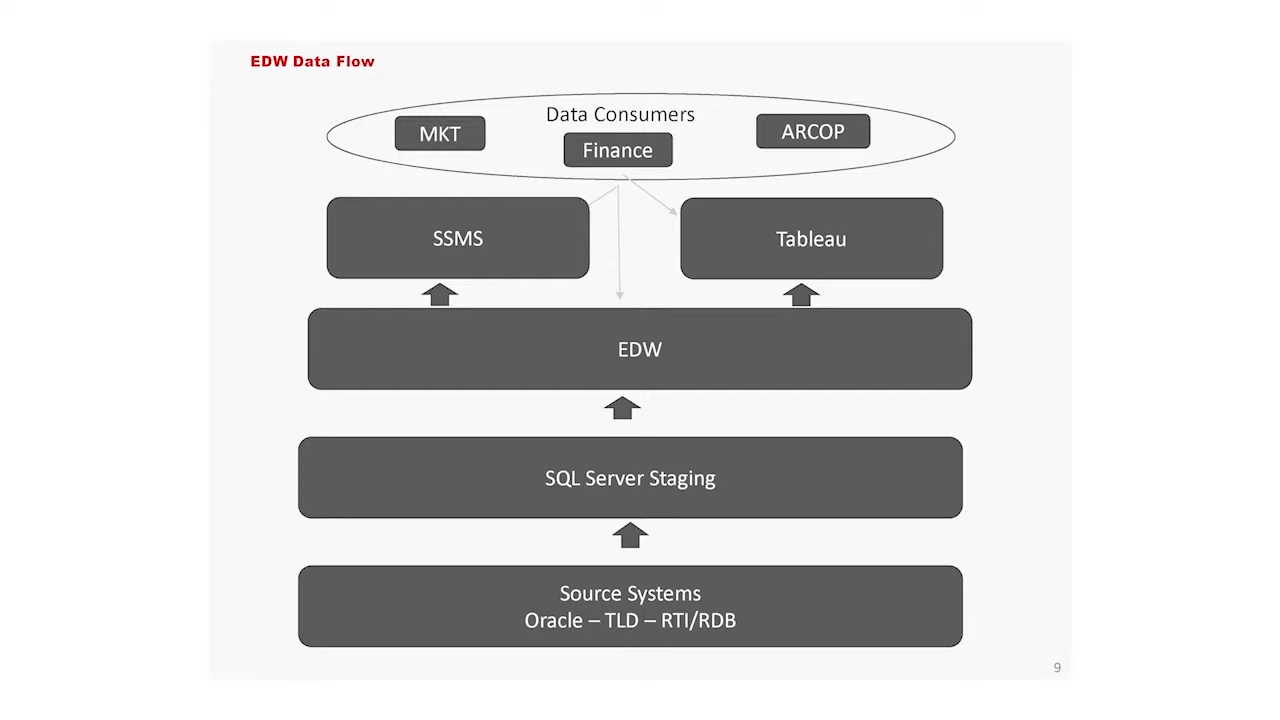 EDW Data Flow
Data Consumers
MKT
Finance
ARCOP
SSMS
Tableau
EDW
SQL Server Staging
Source Systems
Oracle – TLD – RTI/RDB
9